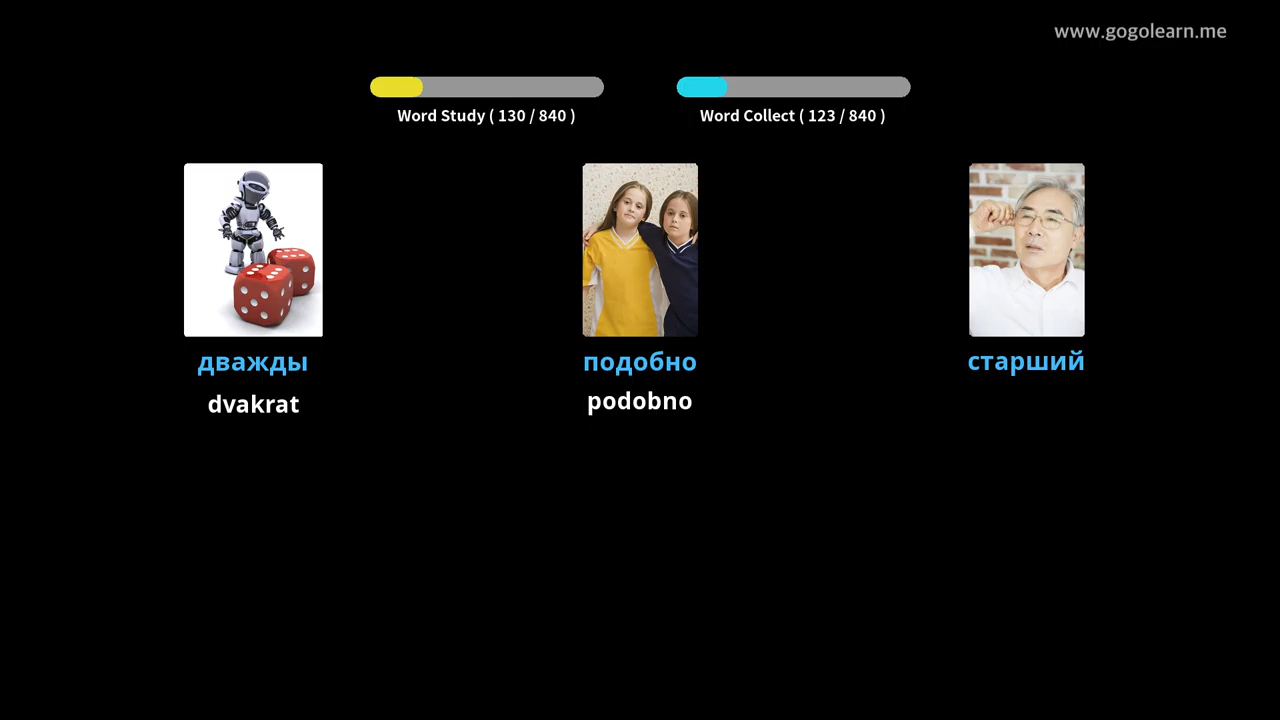 www.gogolearn.me
Word Study ( 130 / 840 )
Word Collect ( 123 / 840 )
дважды
подобно
старший
dvakrat
podobno